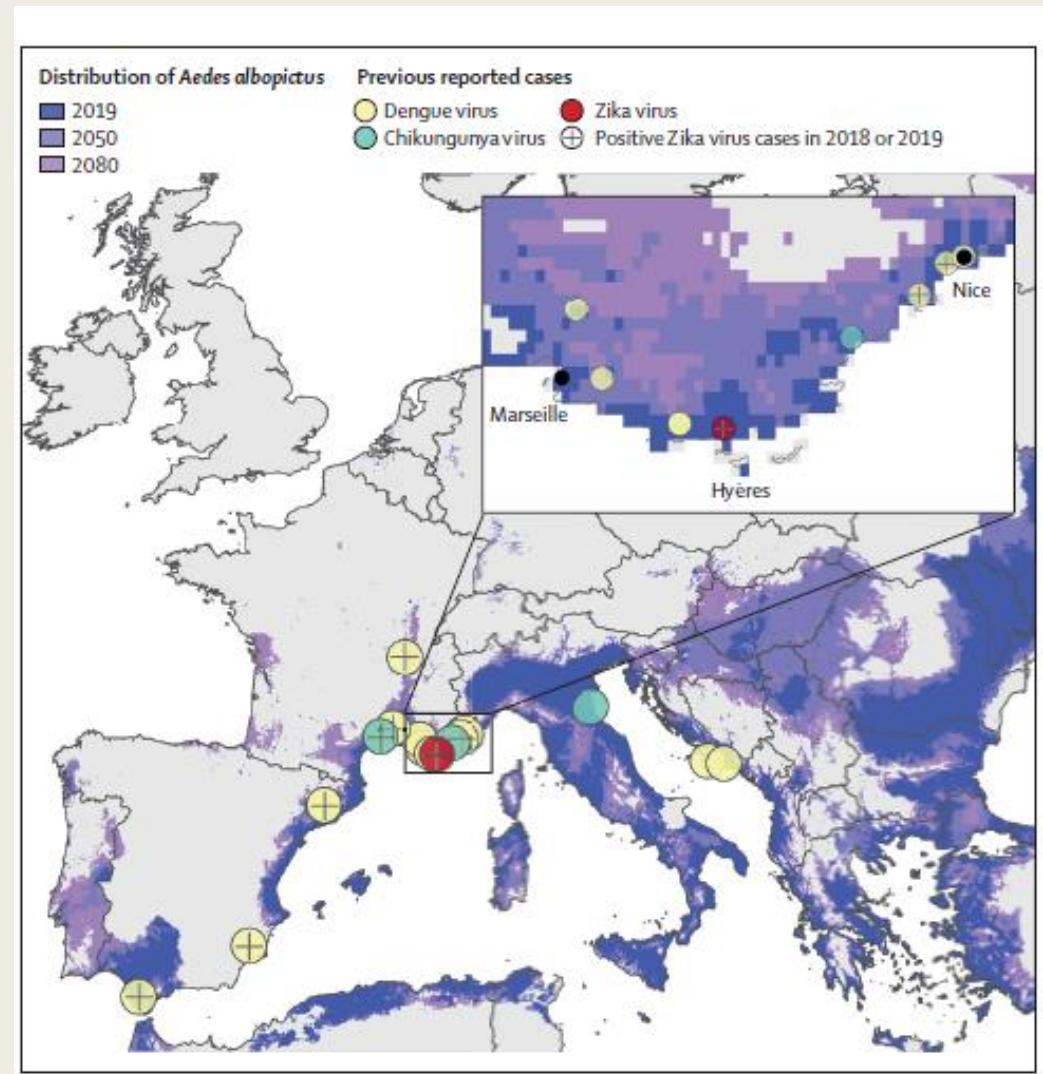 Distribution of Aedes albopictus
2019
2050
2080
Previous reported cases
Dengue virus
Zika virus
Chikungunya virus
Positive Zika virus cases in 2018 or 2019
Nice
Marseille
Hyères